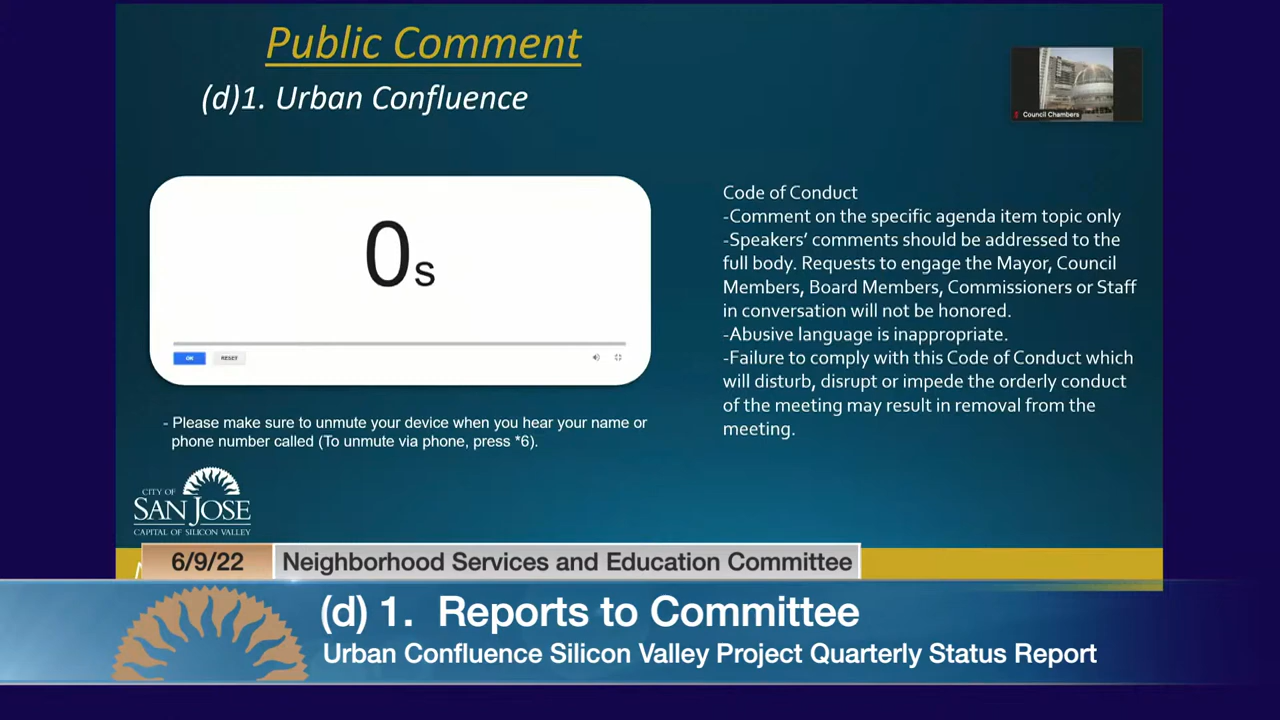 Public Comment
(d)1. Urban Confluence
Council Chambers
0s
OK
RESET
- Please make sure to unmute your device when you hear your name or
phone number called (To unmute via phone, press *6).
Code of Conduct
-Comment on the specific agenda item topic only
-Speakers' comments should be addressed to the
full body. Requests to engage the Mayor, Council
Members, Board Members, Commissioners or Staff
in conversation will not be honored.
-Abusive language is inappropriate.
-Failure to comply with this Code of Conduct which
will disturb, disrupt or impede the orderly conduct
of the meeting may result in removal from the
meeting.
CITY OF
SAN JOSE
CAPITAL OF SILICON VALLEY
6/9/22
Neighborhood Services and Education Committee
(d) 1. Reports to Committee
Urban Confluence Silicon Valley Project Quarterly Status Report